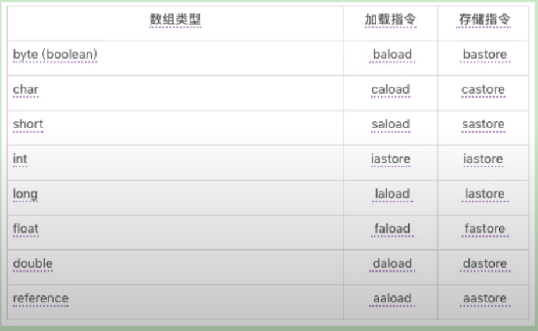 数组类型 加载指令 存储指令
byte (boolean) baload bastore
char caload castore
short saload sastore
int iastore iastore
long laload lastore
float faload fastore
double daload dastore
reference aaload aastore